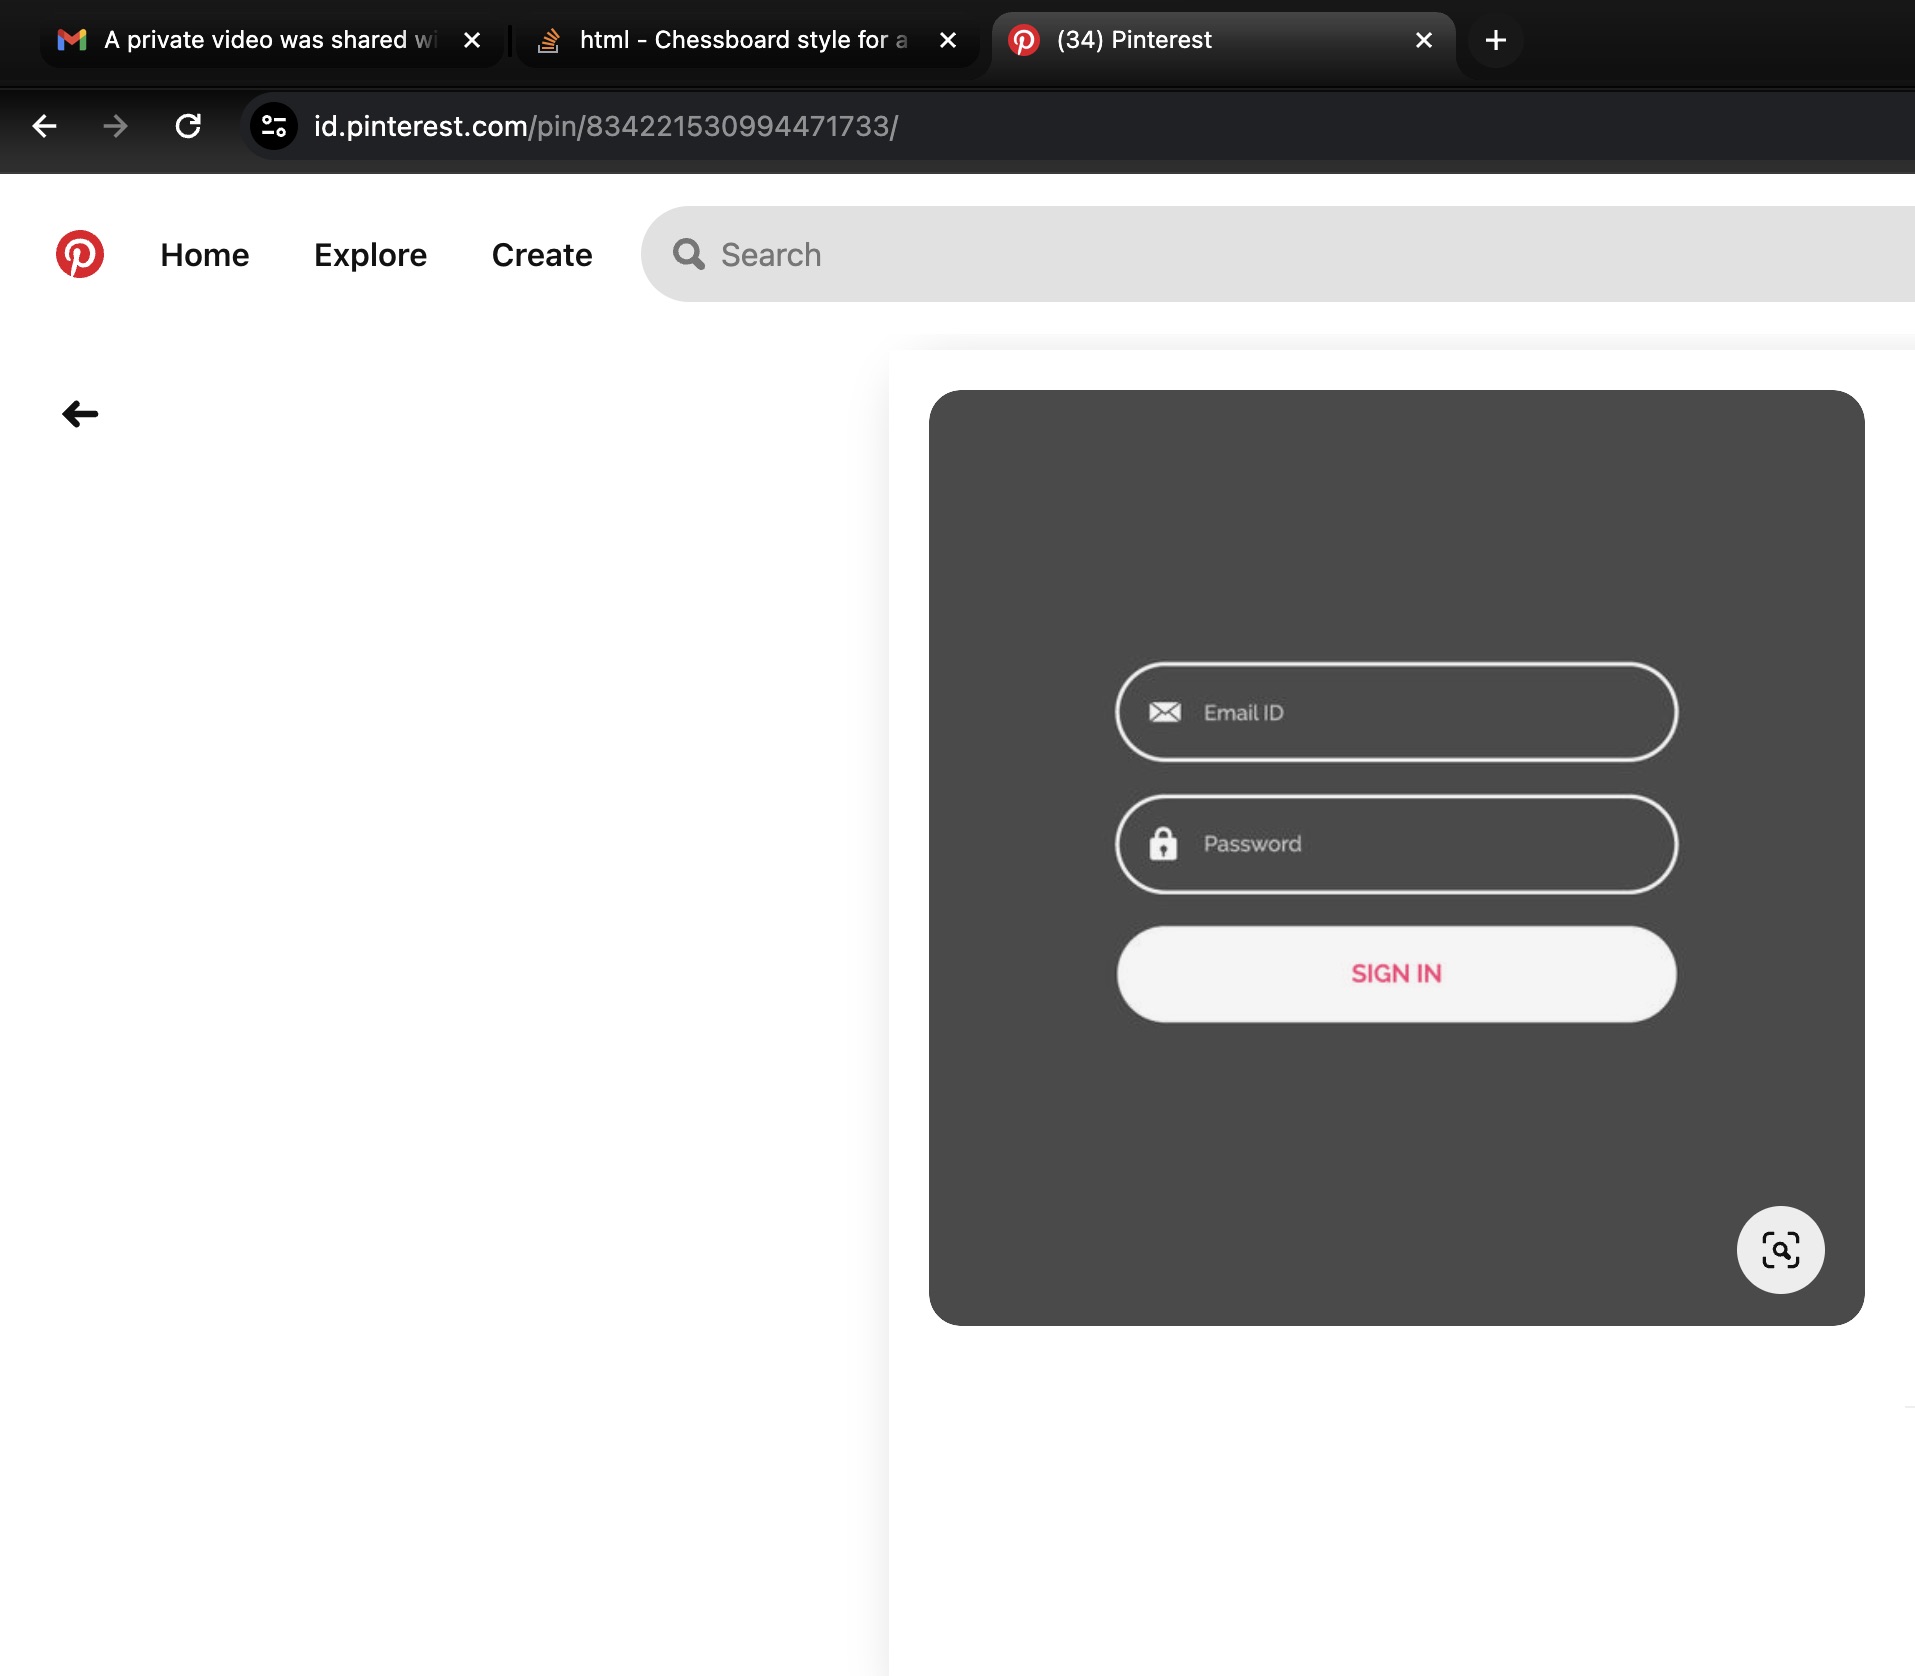 A private video was shared wi
html - Chessboard style for a
(34) Pinterest
id.pinterest.com/pin/834221530994471733/
Home Explore Create Search
Email ID
Password
SIGN IN